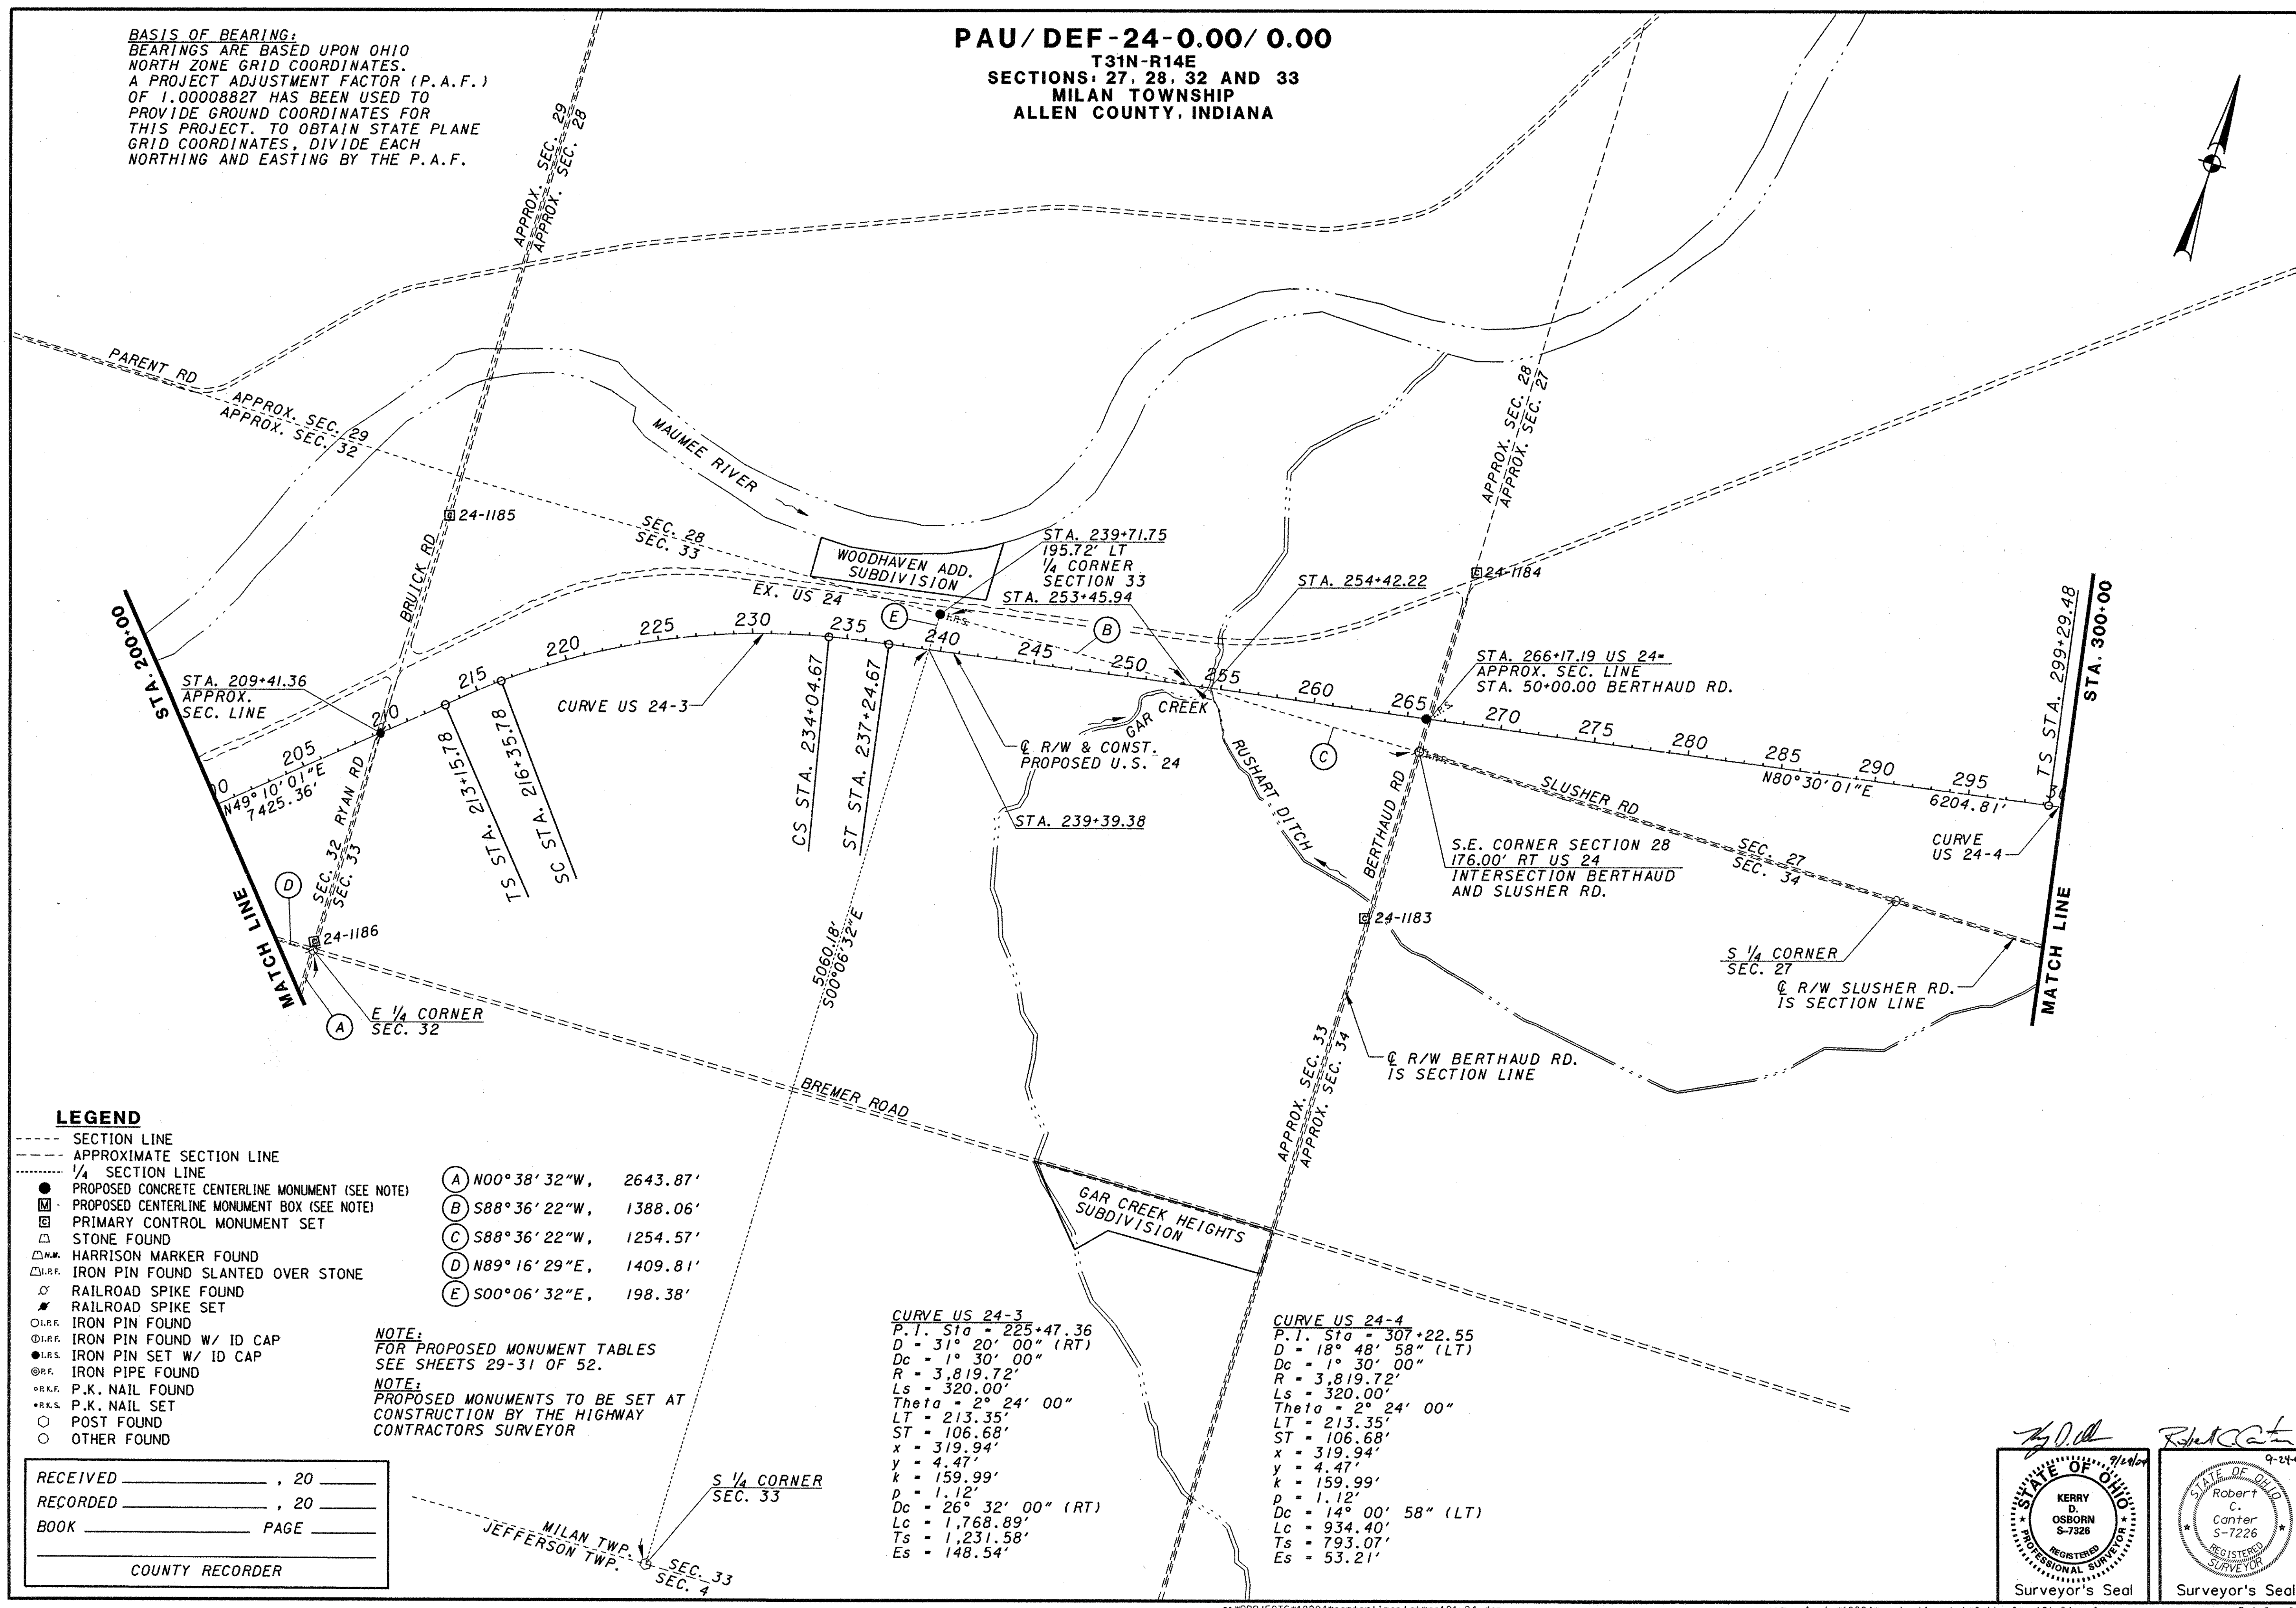 BASIS OF BEARING:
BEARINGS ARE BASED UPON OHIO
NORTH ZONE GRID COORDINATES.
A PROJECT ADJUSTMENT FACTOR (P.A.F.)
OF 1.00008827 HAS BEEN USED TO
PROVIDE GROUND COORDINATES FOR
THIS PROJECT. TO OBTAIN STATE PLANE
GRID COORDINATES, DIVIDE EACH
NORTHING AND EASTING BY THE P.A.F.
PAU/DEF-24-0.00/0.00
T31N-R14E
SECTIONS: 27, 28, 32 AND 33
MILAN TOWNSHIP
ALLEN COUNTY, INDIANA
APPROX. SEC. 29
APPROX. SEC. 28
PARENT RD
APPROX. SEC. 29
APPROX. SEC. 32
MAUMEE RIVER
APPROX. SEC. 28
APPROX. SEC. 27
24-1185
SEC. 28
SEC. 33
BRUICK RD
WOODHAVEN ADD.
SUBDIVISION
STA. 239+71.75
195.72' LT
1/4 CORNER
SECTION 33
STA. 253+45.94
STA. 254+42.22
24-1184
EX. US 24
E
I.P.S.
B
STA. 200+00
STA. 209+41.36
APPROX.
SEC. LINE
00
205
210
215
220
225
230
235
240
245
250
255
260
265
270
275
280
285
290
295
30
N49°10'01"E
7425.36'
CURVE US 24-3
TS STA. 213+15.78
SC STA. 216+35.78
CS STA. 234+04.67
ST STA. 237+24.67
GAR
CREEK
℄ R/W & CONST.
PROPOSED U.S. 24
STA. 239+39.38
RUSHART DITCH
C
STA. 266+17.19 US 24=
APPROX. SEC. LINE
STA. 50+00.00 BERTHAUD RD.
TS STA. 299+29.48
STA. 300+00
N80°30'01"E
6204.81'
SLUSHER RD
CURVE
US 24-4
SEC. 27
SEC. 34
S.E. CORNER SECTION 28
176.00' RT US 24
INTERSECTION BERTHAUD
AND SLUSHER RD.
BERTHAUD RD
24-1183
S 1/4 CORNER
SEC. 27
℄ R/W SLUSHER RD.
IS SECTION LINE
MATCH LINE
RYAN RD
SEC. 32
SEC. 33
D
MATCH LINE
24-1186
A
E 1/4 CORNER
SEC. 32
5060.18'
S00°06'32"E
BREMER ROAD
℄ R/W BERTHAUD RD.
IS SECTION LINE
APPROX. SEC. 33
APPROX. SEC. 34
GAR CREEK HEIGHTS
SUBDIVISION
LEGEND
SECTION LINE
APPROXIMATE SECTION LINE
1/4 SECTION LINE
PROPOSED CONCRETE CENTERLINE MONUMENT (SEE NOTE)
M PROPOSED CENTERLINE MONUMENT BOX (SEE NOTE)
C PRIMARY CONTROL MONUMENT SET
STONE FOUND
H.M. HARRISON MARKER FOUND
I.P.F. IRON PIN FOUND SLANTED OVER STONE
RAILROAD SPIKE FOUND
RAILROAD SPIKE SET
I.P.F. IRON PIN FOUND
I.P.F. IRON PIN FOUND W/ ID CAP
I.P.S. IRON PIN SET W/ ID CAP
P.F. IRON PIPE FOUND
P.K.F. P.K. NAIL FOUND
P.K.S. P.K. NAIL SET
POST FOUND
OTHER FOUND
A N00°38'32"W, 2643.87'
B S88°36'22"W, 1388.06'
C S88°36'22"W, 1254.57'
D N89°16'29"E, 1409.81'
E S00°06'32"E, 198.38'
NOTE:
FOR PROPOSED MONUMENT TABLES
SEE SHEETS 29-31 OF 52.
NOTE:
PROPOSED MONUMENTS TO BE SET AT
CONSTRUCTION BY THE HIGHWAY
CONTRACTORS SURVEYOR
CURVE US 24-3
P.I. Sta = 225+47.36
D = 31° 20' 00" (RT)
Dc = 1° 30' 00"
R = 3,819.72'
Ls = 320.00'
Theta = 2° 24' 00"
LT = 213.35'
ST = 106.68'
x = 319.94'
y = 4.47'
k = 159.99'
p = 1.12'
Dc = 26° 32' 00" (RT)
Lc = 1,768.89'
Ts = 1,231.58'
Es = 148.54'
CURVE US 24-4
P.I. Sta = 307+22.55
D = 18° 48' 58" (LT)
Dc = 1° 30' 00"
R = 3,819.72'
Ls = 320.00'
Theta = 2° 24' 00"
LT = 213.35'
ST = 106.68'
x = 319.94'
y = 4.47'
k = 159.99'
p = 1.12'
Dc = 14° 00' 58" (LT)
Lc = 934.40'
Ts = 793.07'
Es = 53.21'
RECEIVED , 20
RECORDED , 20
BOOK PAGE
COUNTY RECORDER
S 1/4 CORNER
SEC. 33
MILAN TWP.
JEFFERSON TWP.
SEC. 33
SEC. 4
9/24/04
STATE OF OHIO
KERRY
D.
OSBORN
S-7326
REGISTERED
PROFESSIONAL SURVEYOR
Surveyor's Seal
Robert C. Canter
STATE OF OHIO
Robert
C.
Canter
S-7226
REGISTERED
SURVEYOR
Surveyor's Seal